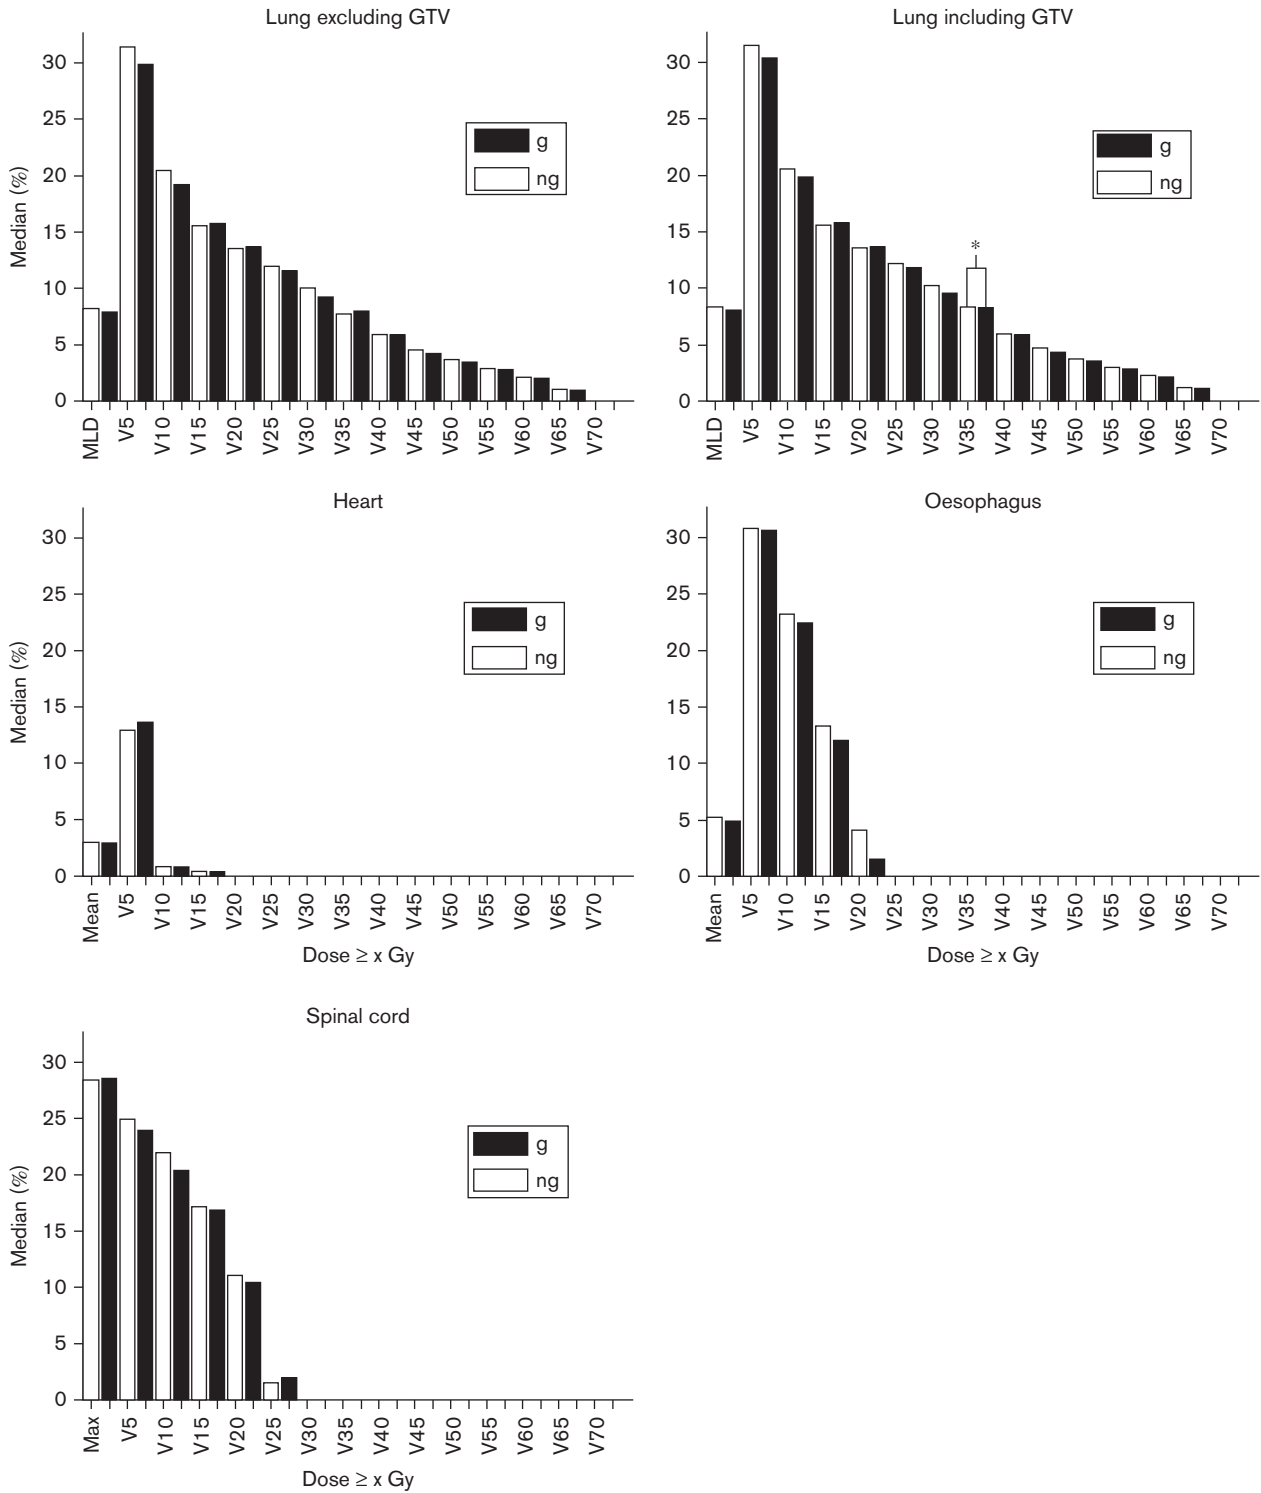 Lung excluding GTV
Median (%)
30
25
20
15
10
5
0
g
ng
MLD V5 V10 V15 V20 V25 V30 V35 V40 V45 V50 V55 V60 V65 V70
Lung including GTV
30
25
20
15
10
5
0
g
ng
*
MLD V5 V10 V15 V20 V25 V30 V35 V40 V45 V50 V55 V60 V65 V70
Heart
Median (%)
30
25
20
15
10
5
0
g
ng
Mean V5 V10 V15 V20 V25 V30 V35 V40 V45 V50 V55 V60 V65 V70
Dose ≥ x Gy
Oesophagus
30
25
20
15
10
5
0
g
ng
Mean V5 V10 V15 V20 V25 V30 V35 V40 V45 V50 V55 V60 V65 V70
Dose ≥ x Gy
Spinal cord
Median (%)
30
25
20
15
10
5
0
g
ng
Max V5 V10 V15 V20 V25 V30 V35 V40 V45 V50 V55 V60 V65 V70
Dose ≥ x Gy